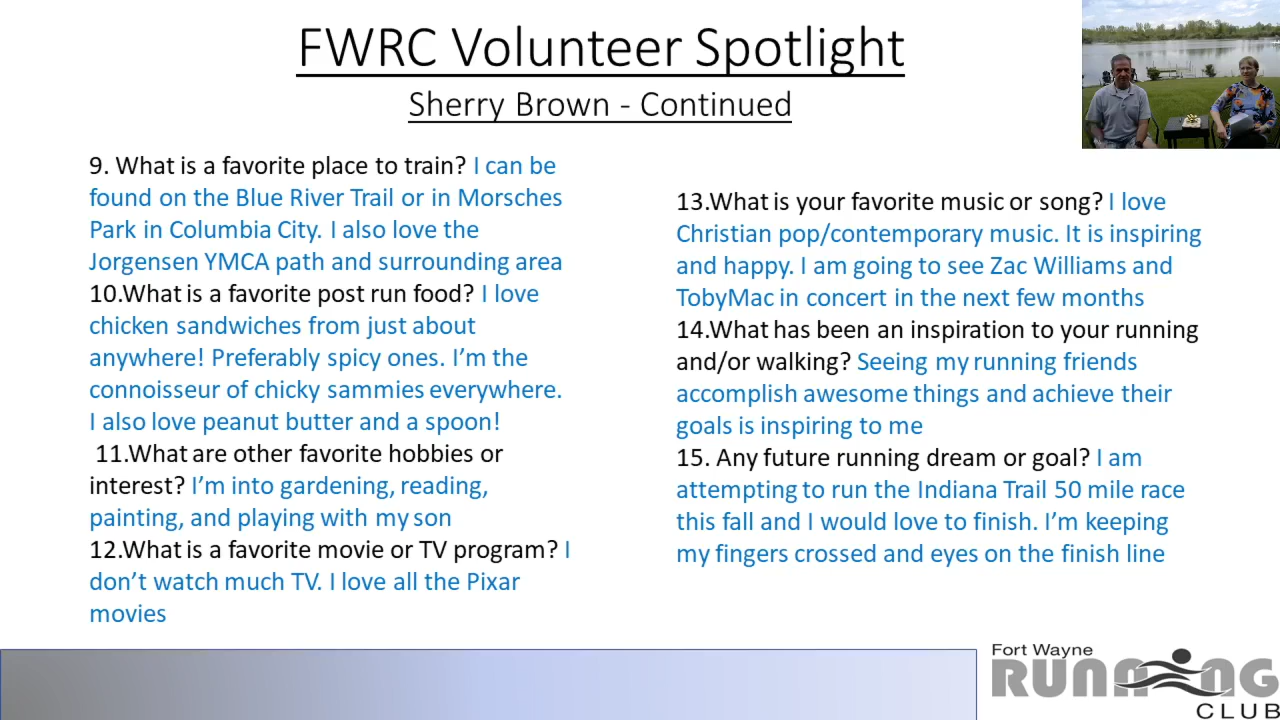 FWRC Volunteer Spotlight
Sherry Brown - Continued
9. What is a favorite place to train? I can be
found on the Blue River Trail or in Morsches
Park in Columbia City. I also love the
Jorgensen YMCA path and surrounding area
10.What is a favorite post run food? I love
chicken sandwiches from just about
anywhere! Preferably spicy ones. I’m the
connoisseur of chicky sammies everywhere.
I also love peanut butter and a spoon!
11.What are other favorite hobbies or
interest? I’m into gardening, reading,
painting, and playing with my son
12.What is a favorite movie or TV program? I
don’t watch much TV. I love all the Pixar
movies
13.What is your favorite music or song? I love
Christian pop/contemporary music. It is inspiring
and happy. I am going to see Zac Williams and
TobyMac in concert in the next few months
14.What has been an inspiration to your running
and/or walking? Seeing my running friends
accomplish awesome things and achieve their
goals is inspiring to me
15. Any future running dream or goal? I am
attempting to run the Indiana Trail 50 mile race
this fall and I would love to finish. I’m keeping
my fingers crossed and eyes on the finish line
Fort Wayne
RUNNING
CLUB